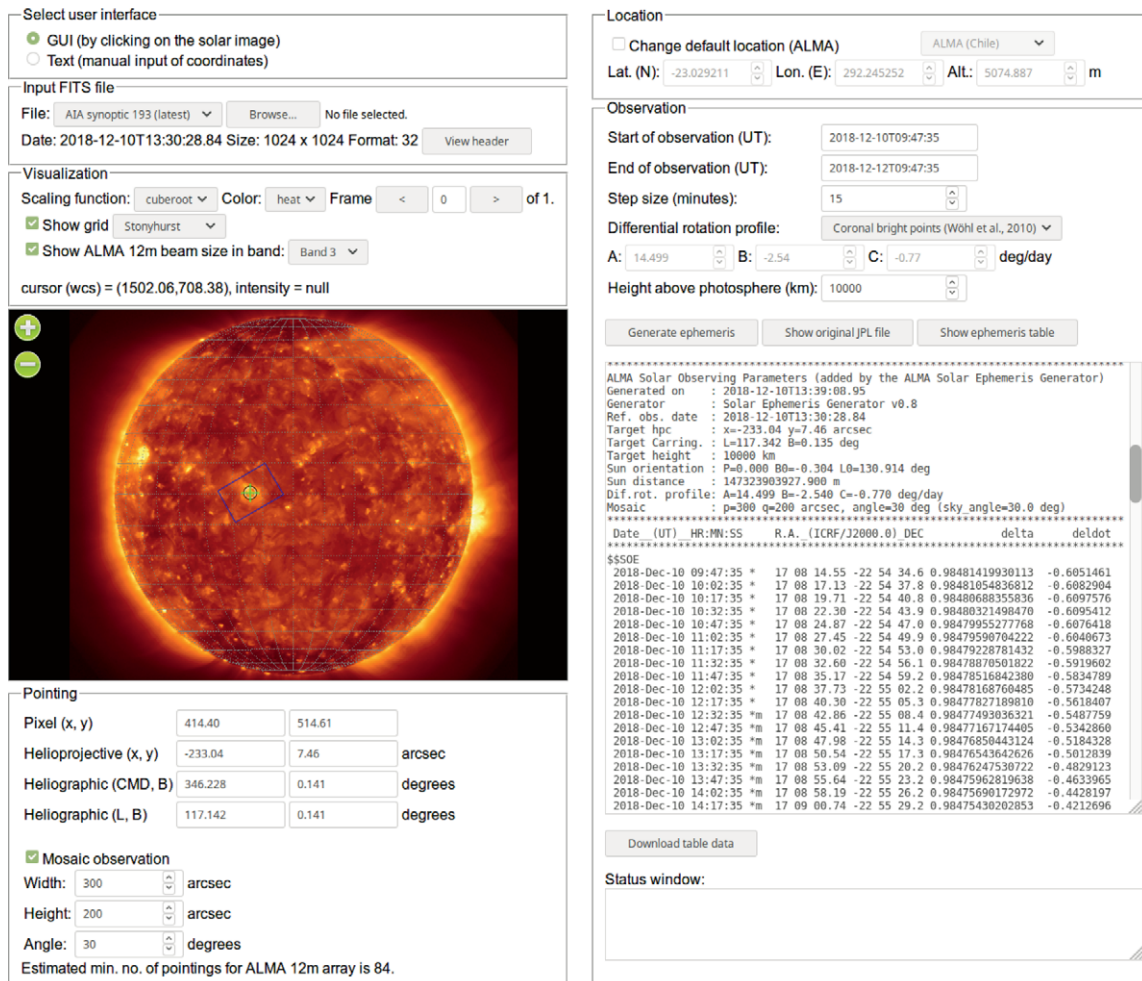 Select user interface
GUI (by clicking on the solar image)
Text (manual input of coordinates)
Input FITS file
File: AIA synoptic 193 (latest) Browse... No file selected.
Date: 2018-12-10T13:30:28.84 Size: 1024 x 1024 Format: 32 View header
Visualization
Scaling function: cuberoot Color: heat Frame < 0 > of 1.
Show grid Stonyhurst
Show ALMA 12m beam size in band: Band 3
cursor (wcs) = (1502.06,708.38), intensity = null
Pointing
Pixel (x, y) 414.40 514.61
Helioprojective (x, y) -233.04 7.46 arcsec
Heliographic (CMD, B) 346.228 0.141 degrees
Heliographic (L, B) 117.142 0.141 degrees
Mosaic observation
Width: 300 arcsec
Height: 200 arcsec
Angle: 30 degrees
Estimated min. no. of pointings for ALMA 12m array is 84.
Location
Change default location (ALMA) ALMA (Chile)
Lat. (N): -23.029211 Lon. (E): 292.245252 Alt.: 5074.887 m
Observation
Start of observation (UT): 2018-12-10T09:47:35
End of observation (UT): 2018-12-12T09:47:35
Step size (minutes): 15
Differential rotation profile: Coronal bright points (Wöhl et al., 2010)
A: 14.499 B: -2.54 C: -0.77 deg/day
Height above photosphere (km): 10000
Generate ephemeris Show original JPL file Show ephemeris table
*******************************************************************************
ALMA Solar Observing Parameters (added by the ALMA Solar Ephemeris Generator)
Generated on : 2018-12-10T13:39:08.95
Generator : Solar Ephemeris Generator v0.8
Ref. obs. date : 2018-12-10T13:30:28.84
Target hpc : x=-233.04 y=7.46 arcsec
Target Carring. : L=117.342 B=0.135 deg
Target height : 10000 km
Sun orientation : P=0.000 B0=-0.304 L0=130.914 deg
Sun distance : 147323903927.900 m
Dif.rot. profile: A=14.499 B=-2.540 C=-0.770 deg/day
Mosaic : p=300 q=200 arcsec, angle=30 deg (sky_angle=30.0 deg)
*******************************************************************************
Date__(UT)__HR:MN:SS R.A._(ICRF/J2000.0)_DEC delta deldot
*******************************************************************************
$$SOE
2018-Dec-10 09:47:35 * 17 08 14.55 -22 54 34.6 0.98481419930113 -0.6051461
2018-Dec-10 10:02:35 * 17 08 17.13 -22 54 37.8 0.98481054836812 -0.6082904
2018-Dec-10 10:17:35 * 17 08 19.71 -22 54 40.8 0.98480688355836 -0.6097576
2018-Dec-10 10:32:35 * 17 08 22.30 -22 54 43.9 0.98480321498470 -0.6095412
2018-Dec-10 10:47:35 * 17 08 24.87 -22 54 47.0 0.98479955277768 -0.6076418
2018-Dec-10 11:02:35 * 17 08 27.45 -22 54 49.9 0.98479590704222 -0.6040673
2018-Dec-10 11:17:35 * 17 08 30.02 -22 54 53.0 0.98479228781432 -0.5988327
2018-Dec-10 11:32:35 * 17 08 32.60 -22 54 56.1 0.98478870501822 -0.5919602
2018-Dec-10 11:47:35 * 17 08 35.17 -22 54 59.2 0.98478516842380 -0.5834789
2018-Dec-10 12:02:35 * 17 08 37.73 -22 55 02.2 0.98478168760485 -0.5734248
2018-Dec-10 12:17:35 * 17 08 40.30 -22 55 05.3 0.98477827189810 -0.5618407
2018-Dec-10 12:32:35 *m 17 08 42.86 -22 55 08.4 0.98477493036321 -0.5487759
2018-Dec-10 12:47:35 *m 17 08 45.41 -22 55 11.4 0.98477167174405 -0.5342860
2018-Dec-10 13:02:35 *m 17 08 47.98 -22 55 14.3 0.98476850443124 -0.5184328
2018-Dec-10 13:17:35 *m 17 08 50.54 -22 55 17.3 0.98476543642626 -0.5012839
2018-Dec-10 13:32:35 *m 17 08 53.09 -22 55 20.2 0.98476247530722 -0.4829123
2018-Dec-10 13:47:35 *m 17 08 55.64 -22 55 23.2 0.98475962819638 -0.4633965
2018-Dec-10 14:02:35 *m 17 08 58.19 -22 55 26.2 0.98475690172972 -0.4428197
2018-Dec-10 14:17:35 *m 17 09 00.74 -22 55 29.2 0.98475430202853 -0.4212696
Download table data
Status window: